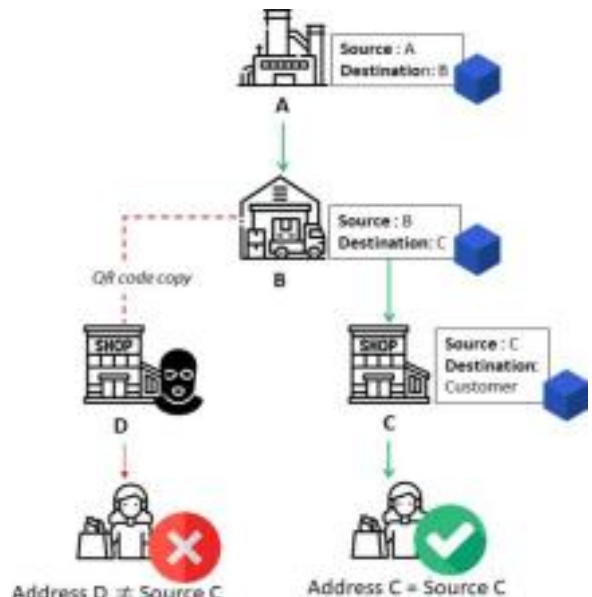 Source : A
Destination: B
A
Source : B
Destination: C
B
QR code copy
SHOP
SHOP
Source : C
Destination:
Customer
D
C
Address D ≠ Source C
Address C = Source C